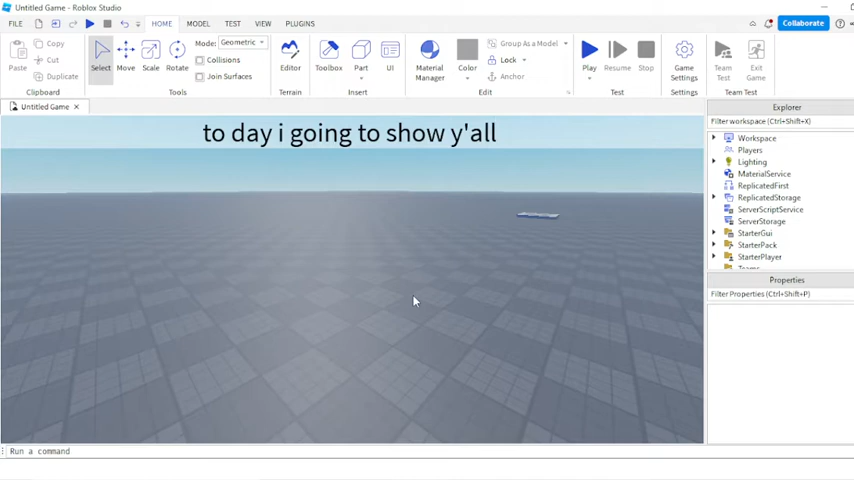 Untitled Game - Roblox Studio
FILE HOME MODEL TEST VIEW PLUGINS Collaborate
Paste Copy Cut Duplicate Select Move Scale Rotate Mode: Geometric Collisions Join Surfaces Editor Toolbox Part UI Material Manager Color Group As a Model Lock Anchor Play Resume Stop Game Settings Team Test Exit Game
Clipboard Tools Terrain Insert Edit Test Settings Team Test
Untitled Game
Explorer
to day i going to show y'all
Filter workspace (Ctrl+Shift+X)
Workspace
Players
Lighting
MaterialService
ReplicatedFirst
ReplicatedStorage
ServerScriptService
ServerStorage
StarterGui
StarterPack
StarterPlayer
Properties
Filter Properties (Ctrl+Shift+P)
Run a command